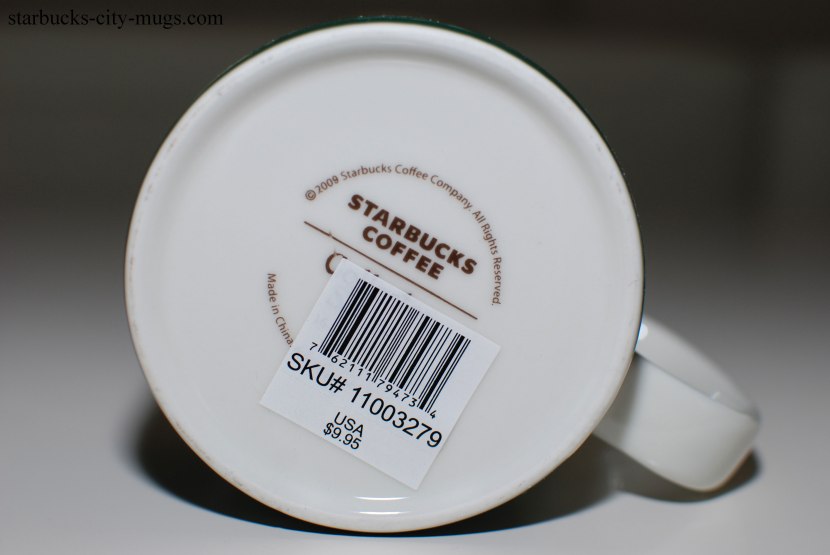 starbucks-city-mugs.com
©2009 Starbucks Coffee Company. All Rights Reserved.
STARBUCKS
COFFEE
Made in China.
7 62111 79473 4
SKU# 11003279
USA
$9.95